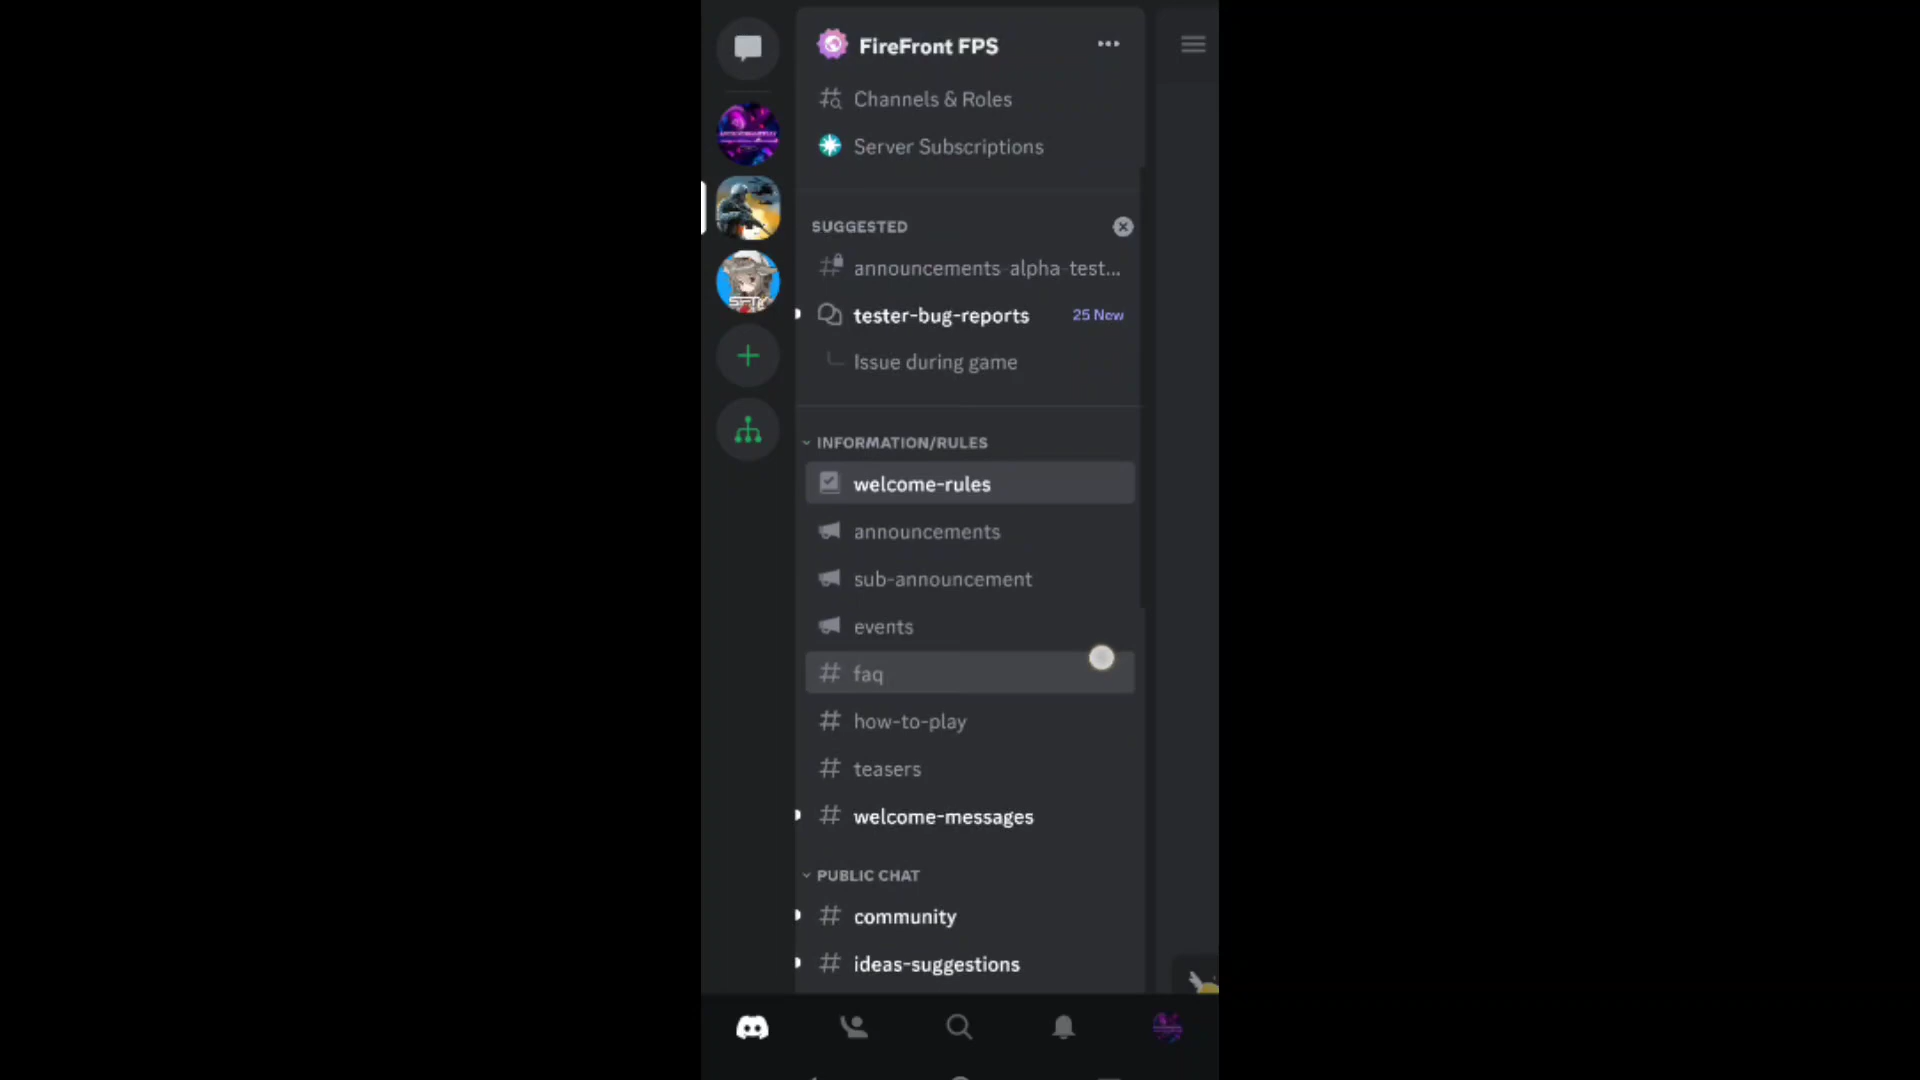 FireFront FPS
Channels & Roles
Server Subscriptions
SUGGESTED
announcements-alpha-test...
tester-bug-reports 25 New
Issue during game
INFORMATION/RULES
welcome-rules
announcements
sub-announcement
events
faq
how-to-play
teasers
welcome-messages
PUBLIC CHAT
community
ideas-suggestions